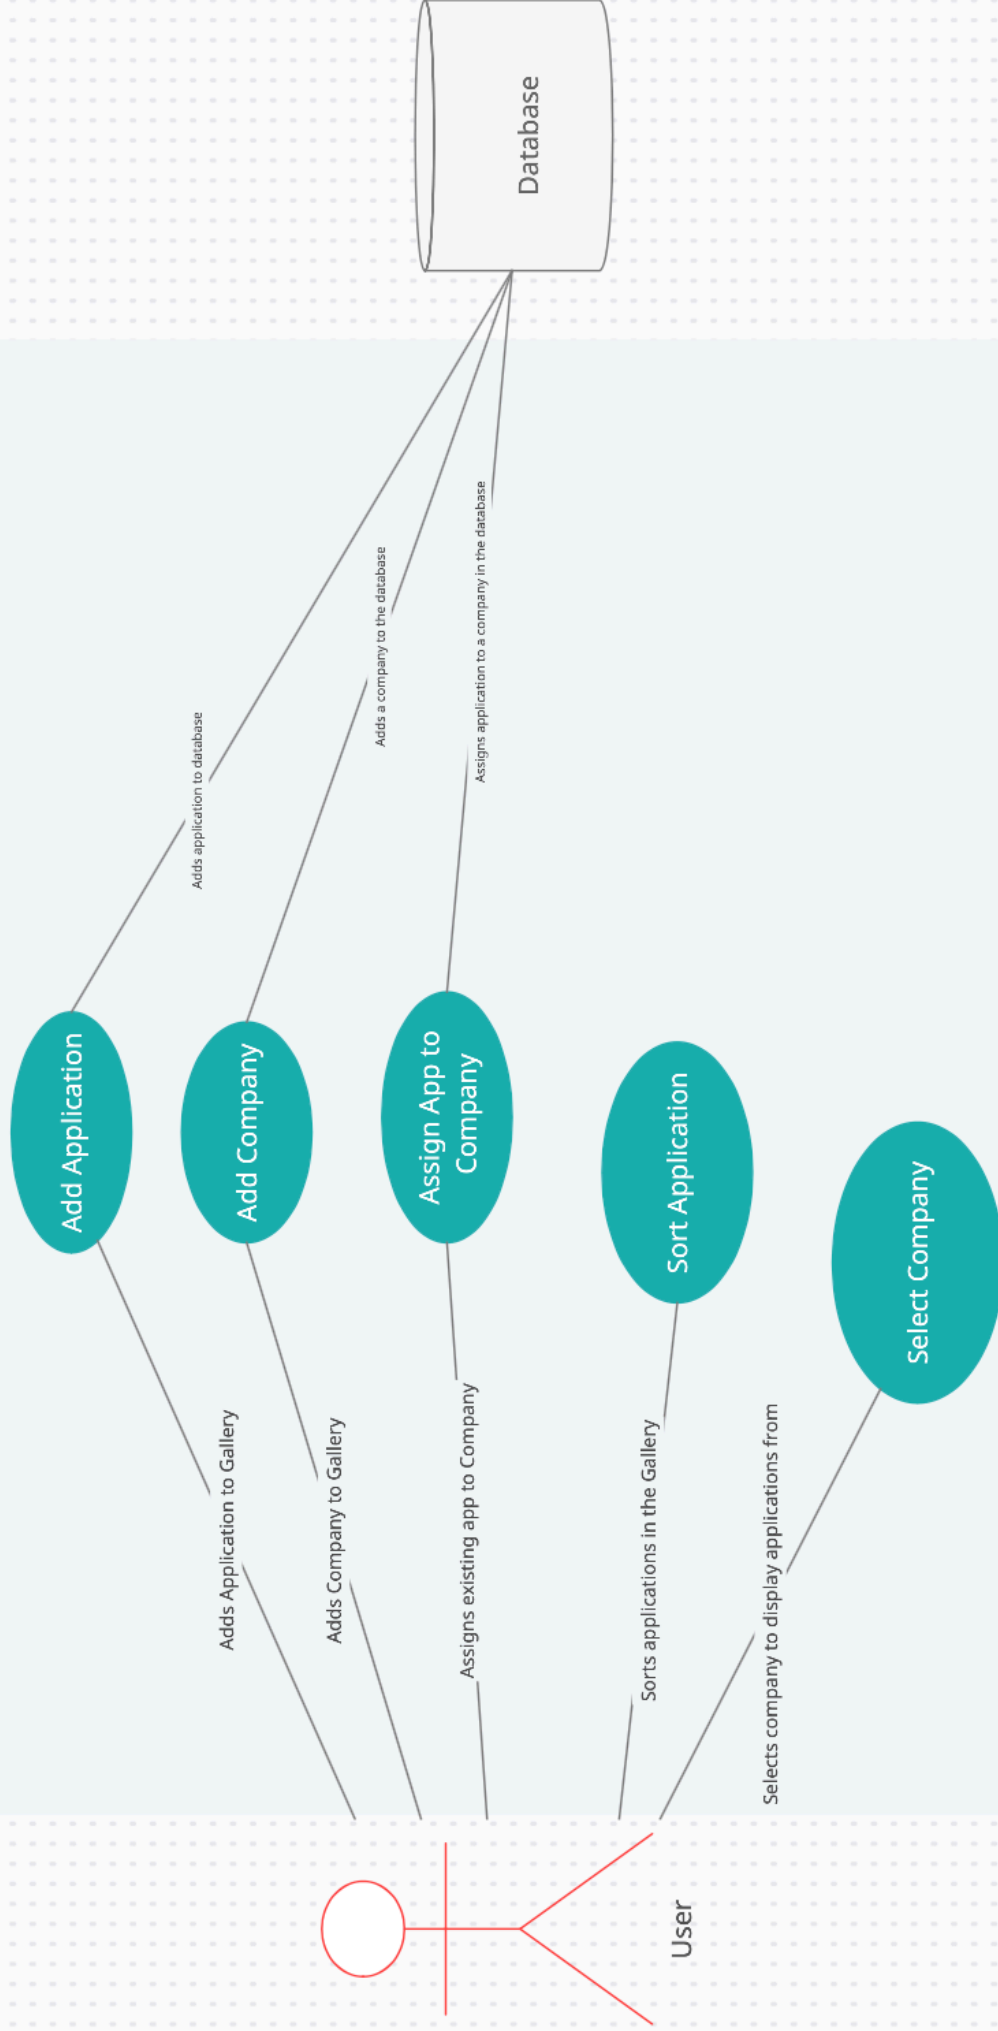 Add Application
Adds application to database
Database
Adds Application to Gallery
Add Company
Adds a company to the database
Adds Company to Gallery
Assign App to
Company
Assigns application to a company in the database
Assigns existing app to Company
Sort Application
Sorts applications in the Gallery
User
Select Company
Selects company to display applications from